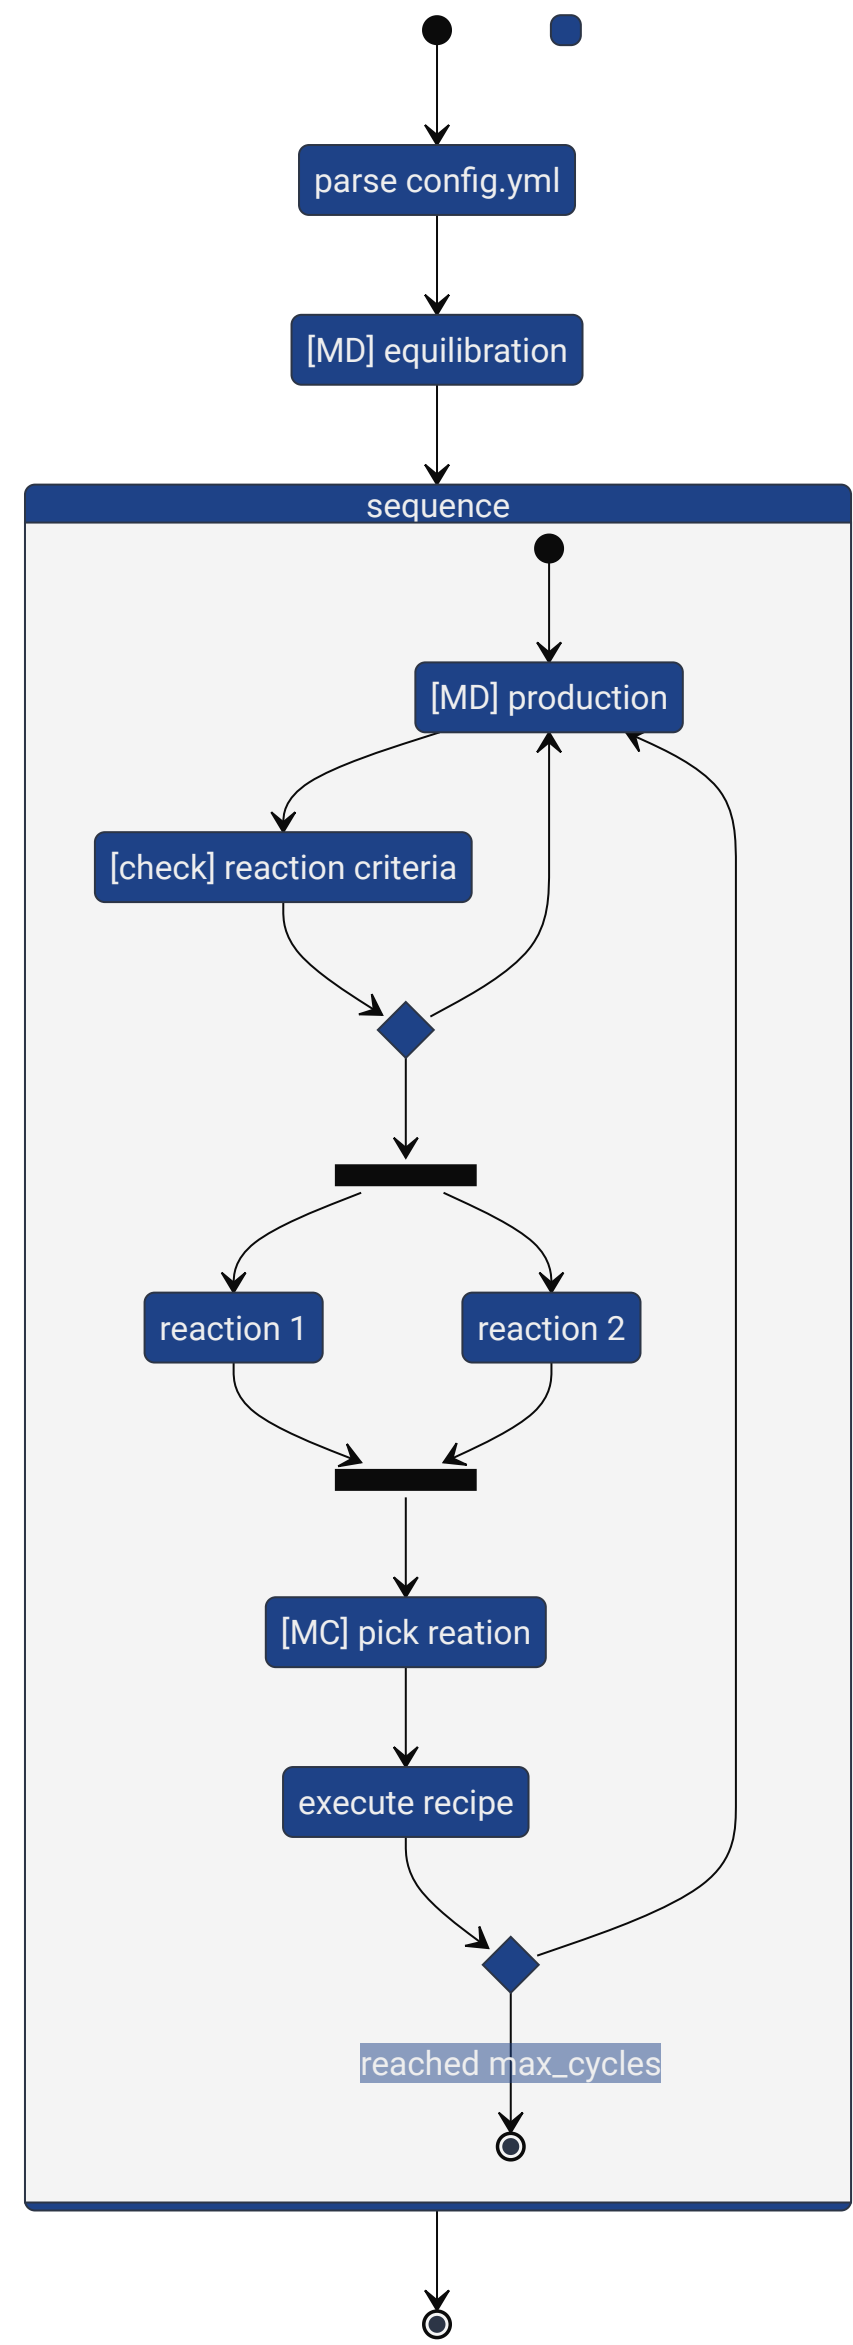 parse config.yml
[MD] equilibration
sequence
[MD] production
[check] reaction criteria
reaction 1
reaction 2
[MC] pick reation
execute recipe
reached max_cycles